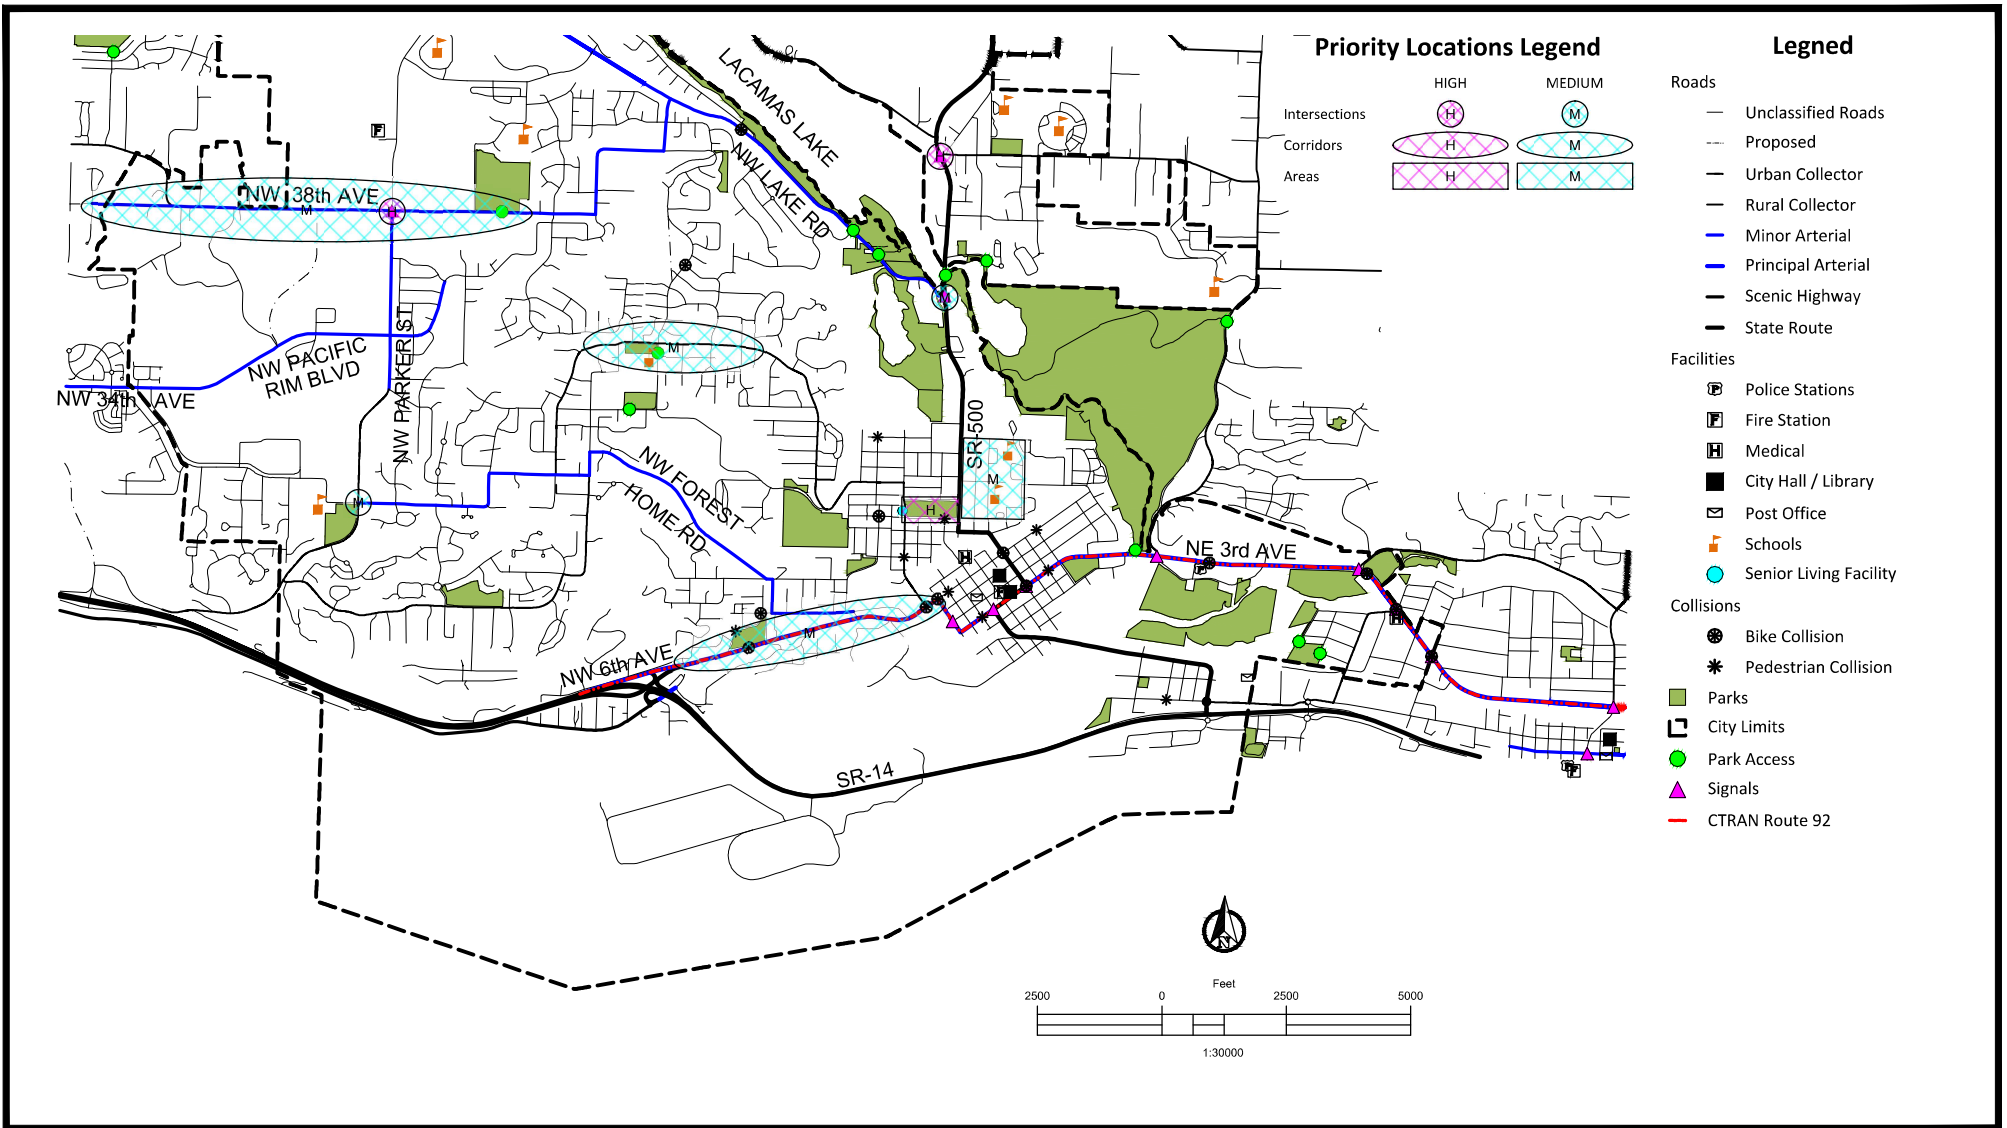 Priority Locations Legend
HIGH
MEDIUM
Intersections
H
M
Corridors
H
M
Areas
H
M
Legned
Roads
Unclassified Roads
Proposed
Urban Collector
Rural Collector
Minor Arterial
Principal Arterial
Scenic Highway
State Route
Facilities
P
Police Stations
F
Fire Station
H
Medical
City Hall / Library
Post Office
Schools
Senior Living Facility
Collisions
Bike Collision
Pedestrian Collision
Parks
City Limits
Park Access
Signals
CTRAN Route 92
LACAMAS LAKE
NW LAKE RD
F
H
NW 38th AVE
M
H
M
NW PACIFIC
RIM BLVD
NW PARKER ST
NW 34th AVE
M
SR-500
NW FOREST
HOME RD
M
M
H
NE 3rd AVE
H
F
P
H
M
NW 6th AVE
SR-14
P
F
N
Feet
2500
0
2500
5000
1:30000